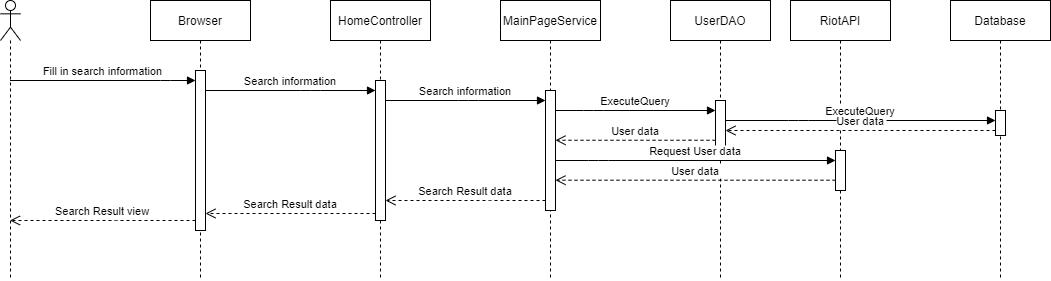 Browser
HomeController
MainPageService
UserDAO
RiotAPI
Database
Fill in search information
Search information
Search information
ExecuteQuery
ExecuteQuery
User data
User data
Request User data
User data
Search Result data
Search Result data
Search Result view